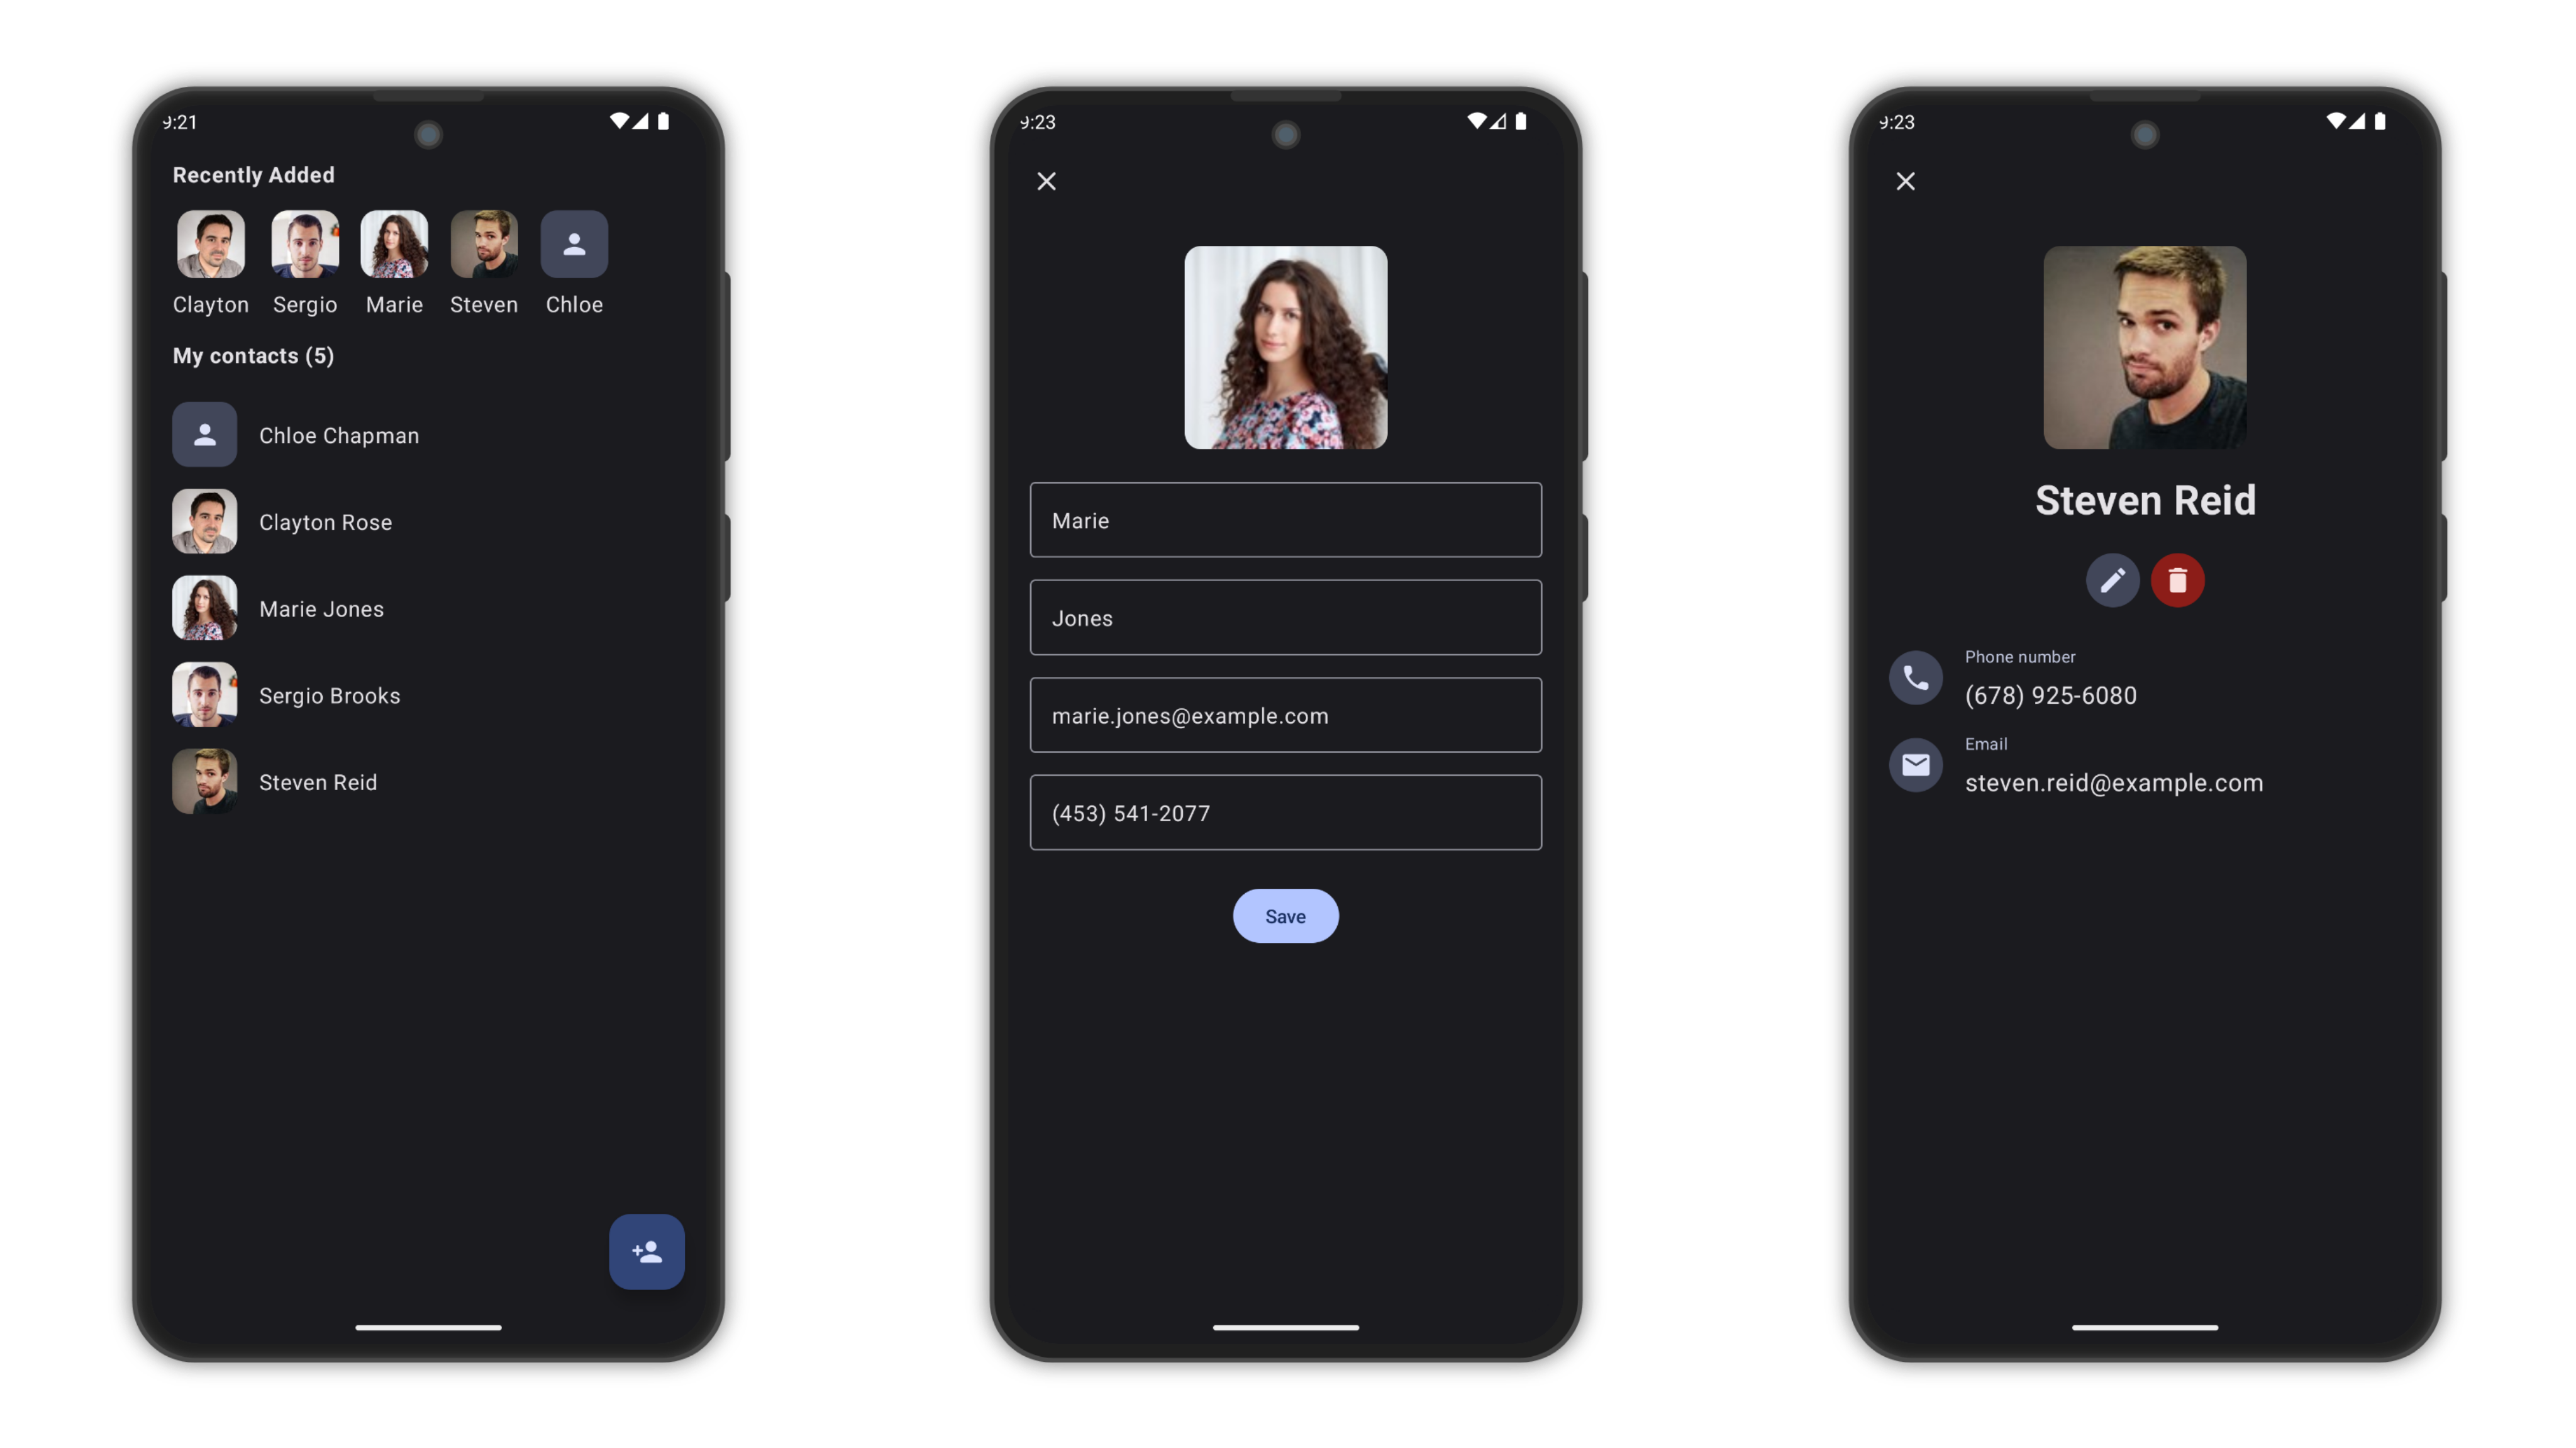 9:21
Recently Added
Clayton Sergio Marie Steven Chloe
My contacts (5)
Chloe Chapman
Clayton Rose
Marie Jones
Sergio Brooks
Steven Reid
9:23
Marie
Jones
marie.jones@example.com
(453) 541-2077
Save
9:23
Steven Reid
Phone number
(678) 925-6080
Email
steven.reid@example.com